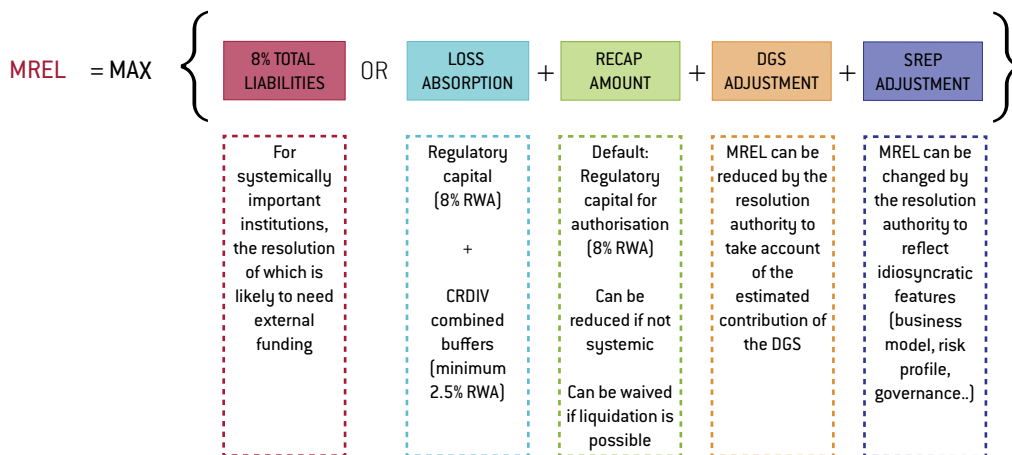 MREL = MAX
8% TOTAL
LIABILITIES
OR
LOSS
ABSORPTION
+
RECAP
AMOUNT
+
DGS
ADJUSTMENT
+
SREP
ADJUSTMENT
For
systemically
important
institutions,
the resolution
of which is
likely to need
external
funding
Regulatory
capital
(8% RWA)
+
CRDIV
combined
buffers
(minimum
2.5% RWA)
Default:
Regulatory
capital for
authorisation
(8% RWA)
Can be
reduced if not
systemic
Can be waived
if liquidation is
possible
MREL can be
reduced by the
resolution
authority to
take account
of the
estimated
contribution of
the DGS
MREL can be
changed by
the resolution
authority to
reflect
idiosyncratic
features
(business
model, risk
profile,
governance..)